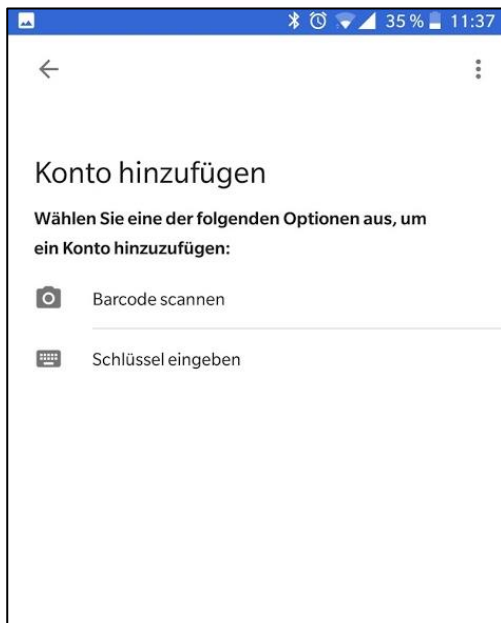 35 % 11:37
Konto hinzufügen
Wählen Sie eine der folgenden Optionen aus, um
ein Konto hinzuzufügen:
Barcode scannen
Schlüssel eingeben